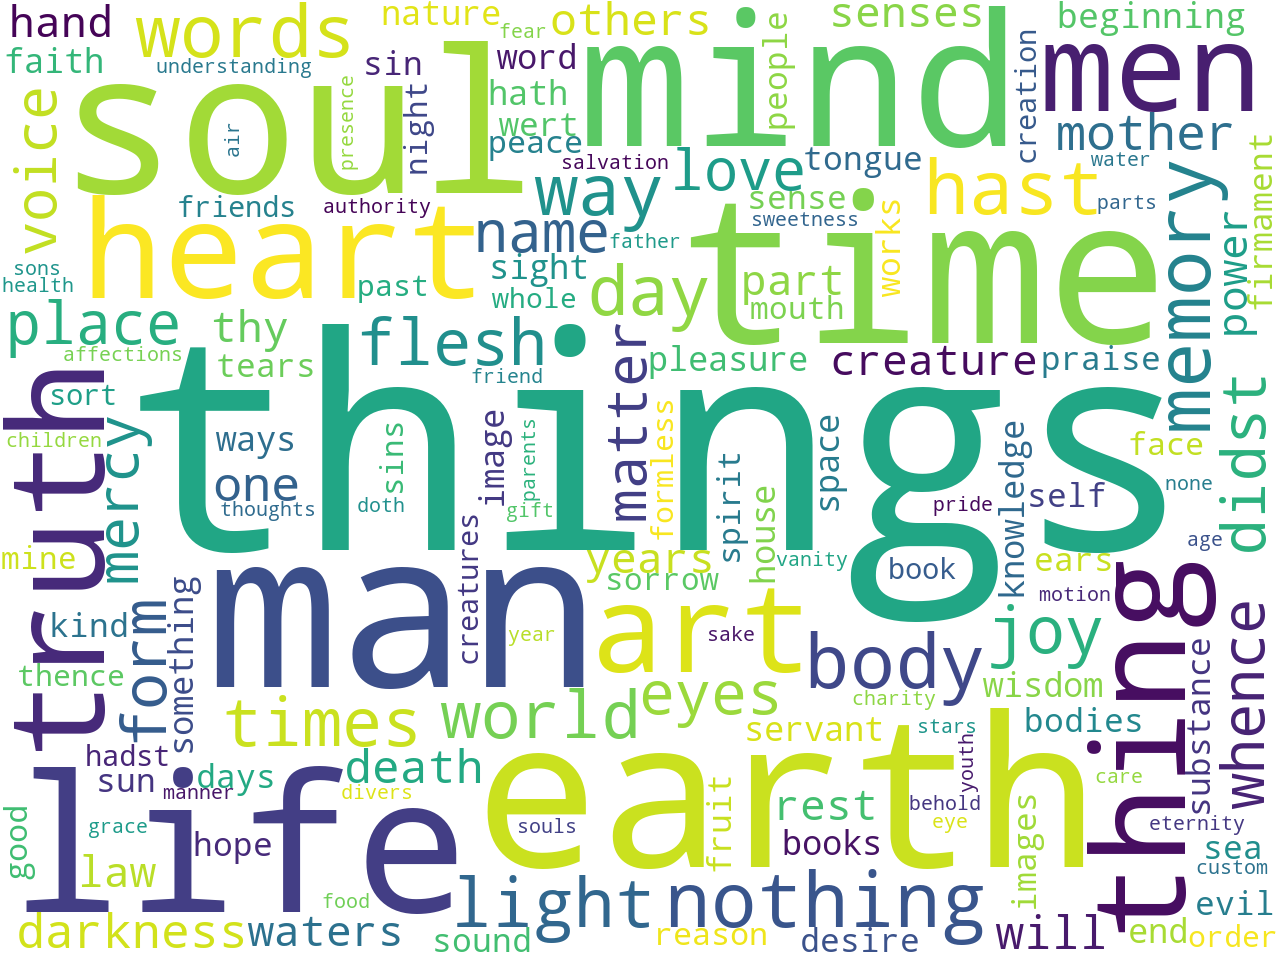 hand
words
nature
fear
others
senses
beginning
faith
understanding
sin
word
soul
mind
men
people
creation
voice
air
presence
night
hath
wert
peace
salvation
mother
tongue
water
friends
authority
heart
way
love
sense
sweetness
hast
parts
memory
power
firmament
name
father
time
works
sons
health
past
sight
whole
day
part
mouth
place
thy
tears
affections
flesh
friend
matter
pleasure
creature
praise
things
sort
children
truth
mercy
ways
one
thoughts
doth
sins
image
parents
gift
formless
spirit
house
space
knowledge
face
self
none
didst
pride
mine
man
years
sorrow
vanity
book
ears
age
motion
kind
form
something
creatures
year
art
sake
body
joy
thing
whence
thence
times
world
eyes
charity
wisdom
servant
stars
bodies
substance
hadst
sun
days
manner
death
divers
earth
youth
care
life
good
grace
hope
law
souls
fruit
rest
books
behold
eye
images
eternity
sea
custom
food
light
nothing
evil
darkness
waters
sound
reason
desire
will
end
order